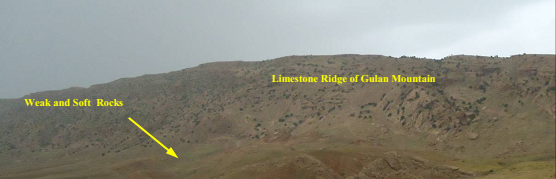 Limestone Ridge of Gulan Mountain
Weak and Soft Rocks